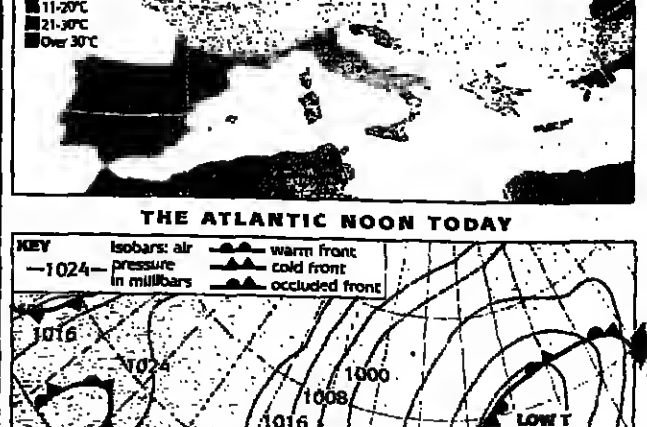 11-20°C
21-30°C
Over 30°C
THE ATLANTIC NOON TODAY
KEY
Isobars: air
—1024— pressure
in millibars
warm front
cold front
occluded front
1016
1024
1000
1008
1016
LOW T